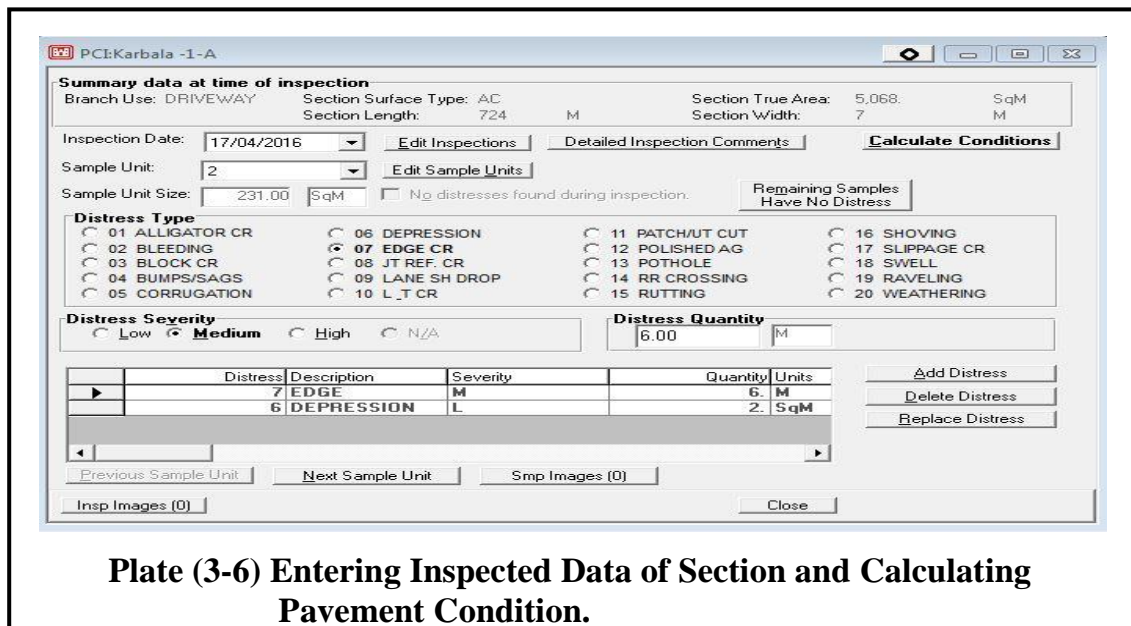 PCI:Karbala -1-A
Summary data at time of inspection
Branch Use: DRIVEWAY Section Surface Type: AC Section True Area: 5,068. SqM
Section Length: 724 M Section Width: 7 M
Inspection Date: 17/04/2016 Edit Inspections Detailed Inspection Comments Calculate Conditions
Sample Unit: 2 Edit Sample Units
Sample Unit Size: 231.00 SqM No distresses found during inspection. Remaining Samples Have No Distress
Distress Type
01 ALLIGATOR CR 06 DEPRESSION 11 PATCH/UT CUT 16 SHOVING
02 BLEEDING 07 EDGE CR 12 POLISHED AG 17 SLIPPAGE CR
03 BLOCK CR 08 JT REF. CR 13 POTHOLE 18 SWELL
04 BUMPS/SAGS 09 LANE SH DROP 14 RR CROSSING 19 RAVELING
05 CORRUGATION 10 L_T CR 15 RUTTING 20 WEATHERING
Distress Severity Distress Quantity
Low Medium High N/A 6.00 M
Distress Description Severity Quantity Units Add Distress
7 EDGE M 6. M Delete Distress
6 DEPRESSION L 2. SqM Replace Distress
Previous Sample Unit Next Sample Unit Smp Images (0)
Insp Images (0) Close
Plate (3-6) Entering Inspected Data of Section and Calculating
Pavement Condition.